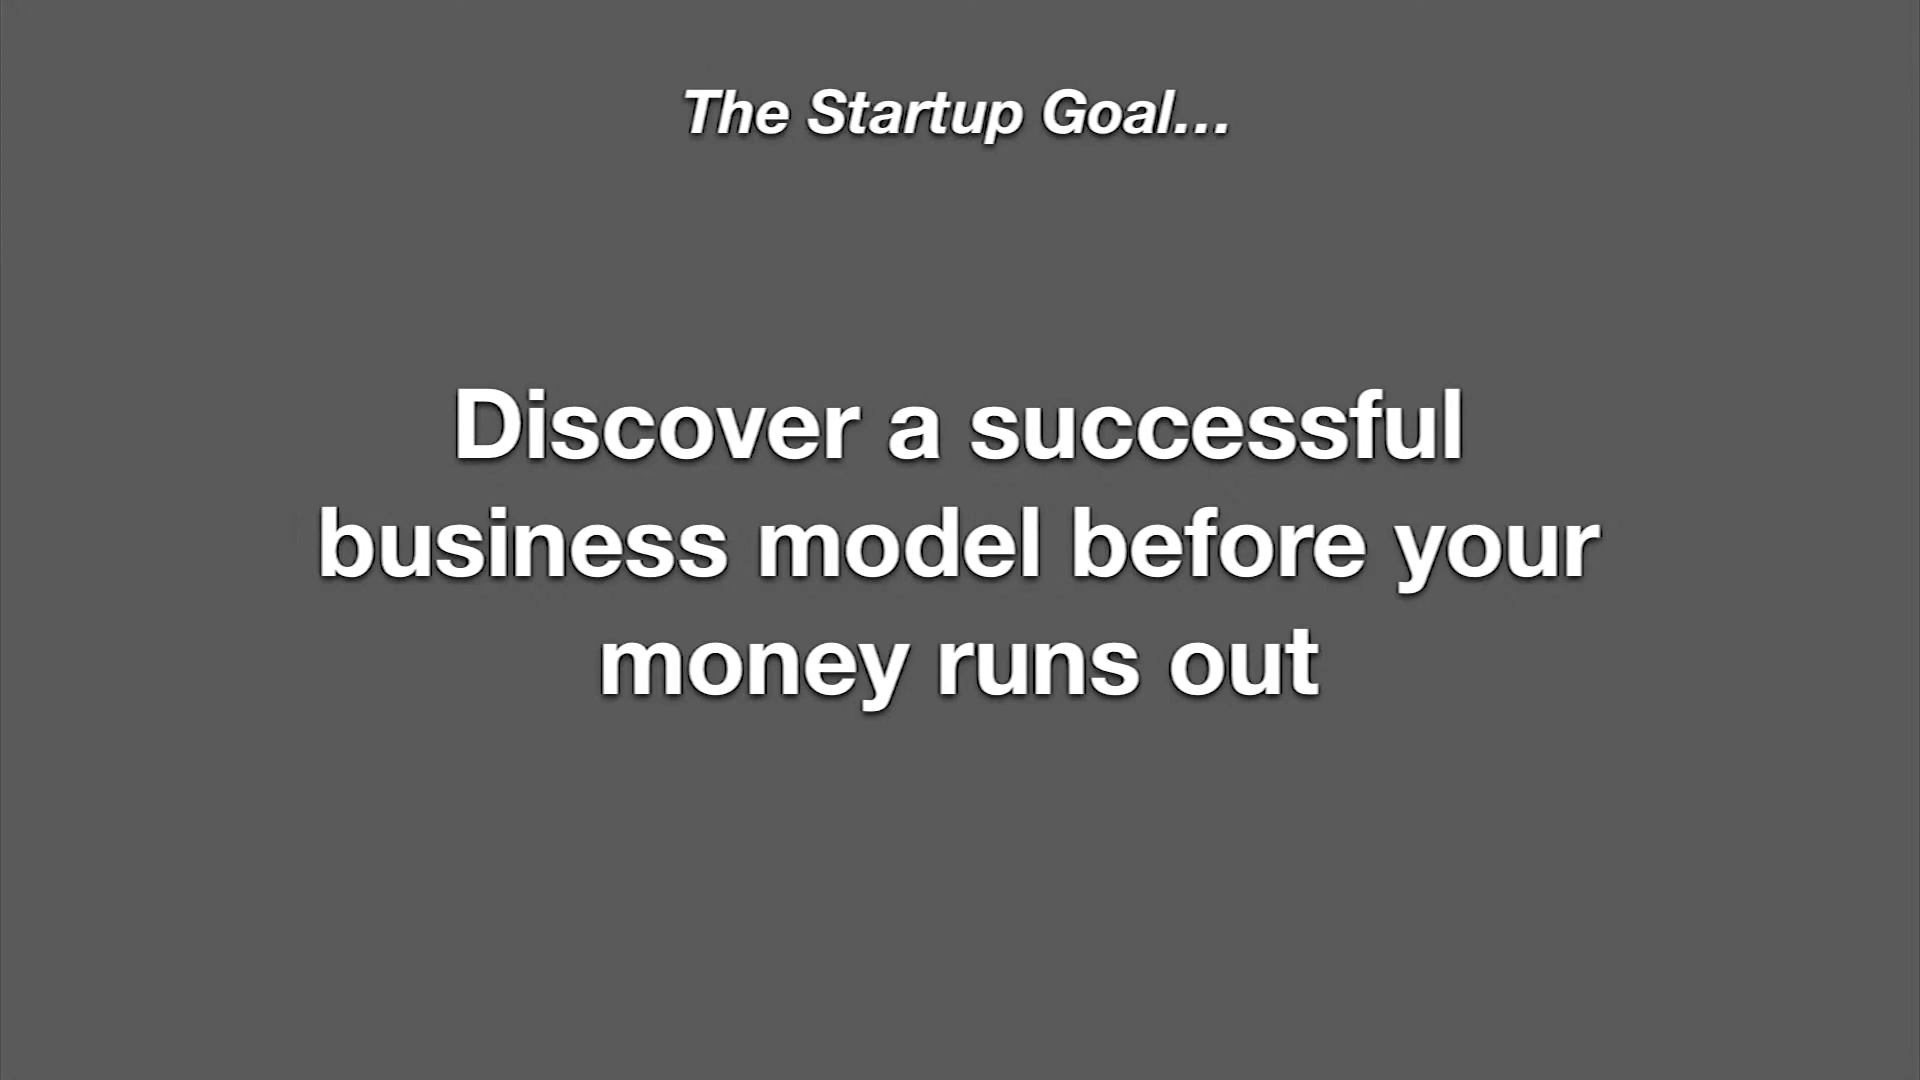 The Startup Goal...
Discover a successful
business model before your
money runs out